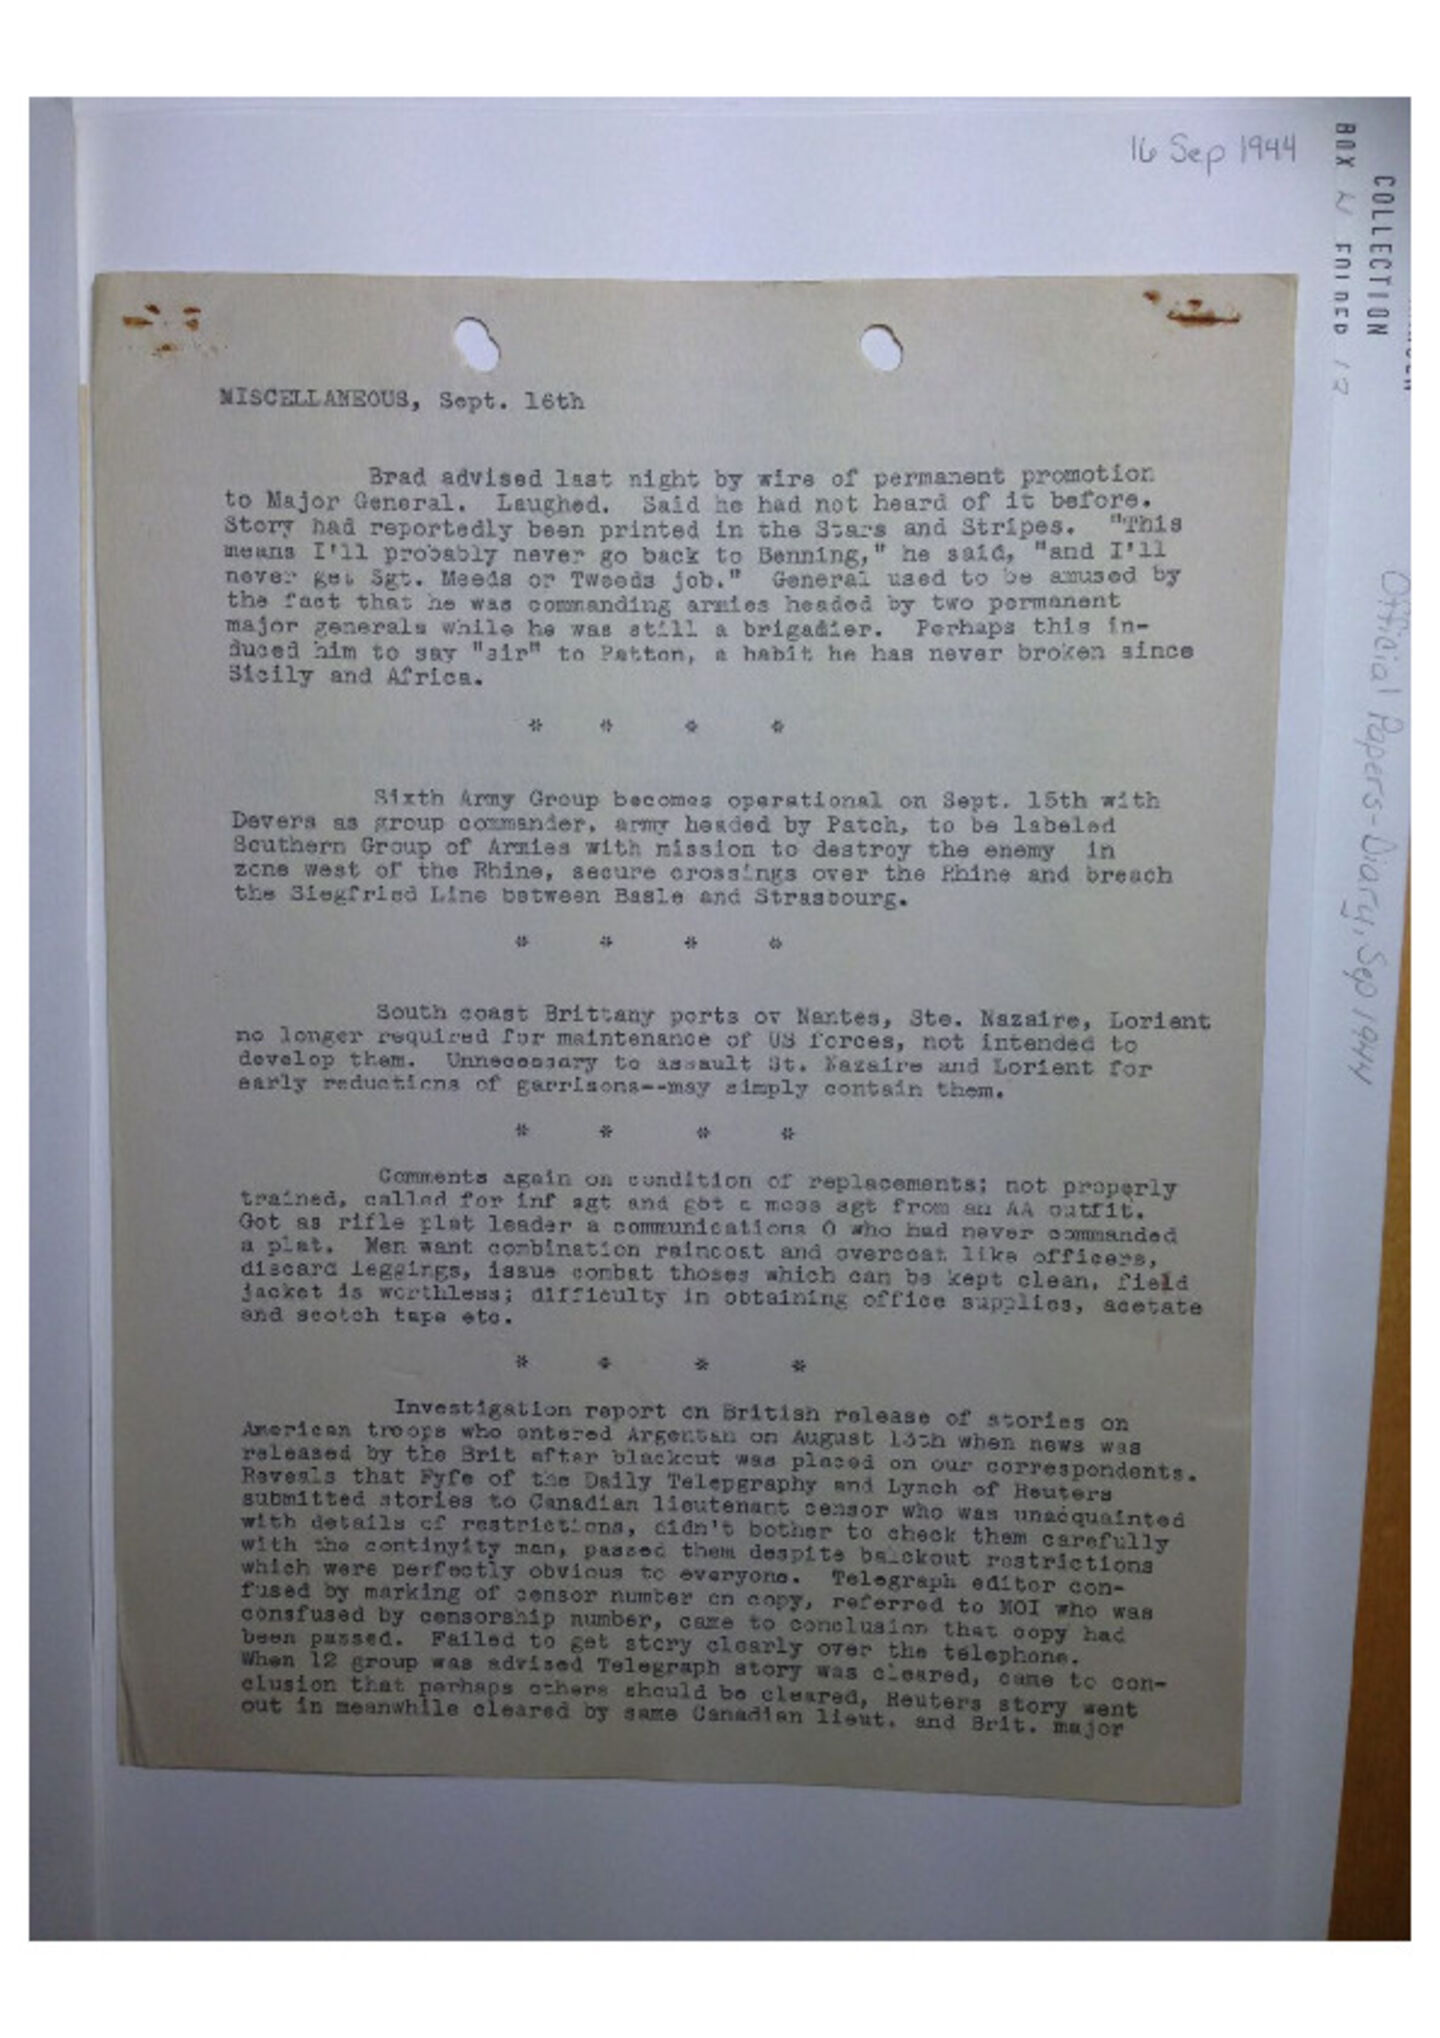 16 Sep 1944
COLLECTION
BOX FOLDER
Official Papers-Diary, Sep 1944
MISCELLANEOUS, Sept. 16th
Brad advised last night by wire of permanent promotion
to Major General. Laughed. Said he had not heard of it before.
Story had reportedly been printed in the Stars and Stripes. "This
means I'll probably never go back to Benning," he said, "and I'll
never get Sgt. Meeds or Tweeds job." General used to be amused by
the fact that he was commanding armies headed by two permanent
major generals while he was still a brigadier. Perhaps this in-
duced him to say "sir" to Patton, a habit he has never broken since
Sicily and Africa.
* * * *
Sixth Army Group becomes operational on Sept. 15th with
Devers as group commander, army headed by Patch, to be labeled
Southern Group of Armies with mission to destroy the enemy in
zone west of the Rhine, secure crossings over the Rhine and breach
the Siegfried Line between Basle and Strasbourg.
* * * *
South coast Brittany ports ov Nantes, Ste. Nazaire, Lorient
no longer required for maintenance of US forces, not intended to
develop them. Unnecessary to assault St. Nazaire and Lorient for
early reductions of garrisons--may simply contain them.
* * * *
Comments again on condition of replacements; not properly
trained, called for inf sgt and got a mess sgt from an AA outfit.
Got as rifle plat leader a communications O who had never commanded
a plat. Men want combination raincoat and overcoat like officers,
discard leggings, issue combat thoses which can be kept clean, field
jacket is worthless; difficulty in obtaining office supplies, acetate
and scotch tape etc.
* * * *
Investigation report on British release of stories on
American troops who entered Argentan on August 13th when news was
released by the Brit after blackout was placed on our correspondents.
Reveals that Fyfe of the Daily Telepgraphy and Lynch of Reuters
submitted stories to Canadian lieutenant censor who was unacquainted
with details of restrictions, didn't bother to check them carefully
with the continyity man, passed them despite balckout restrictions
which were perfectly obvious to everyone. Telegraph editor con-
fused by marking of censor number on copy, referred to MOI who was
consfused by censorship number, came to conclusion that copy had
been passed. Failed to get story clearly over the telephone.
When 12 group was advised Telegraph story was cleared, came to con-
clusion that perhaps others should be cleared, Reuters story went
out in meanwhile cleared by same Canadian lieut. and Brit. major